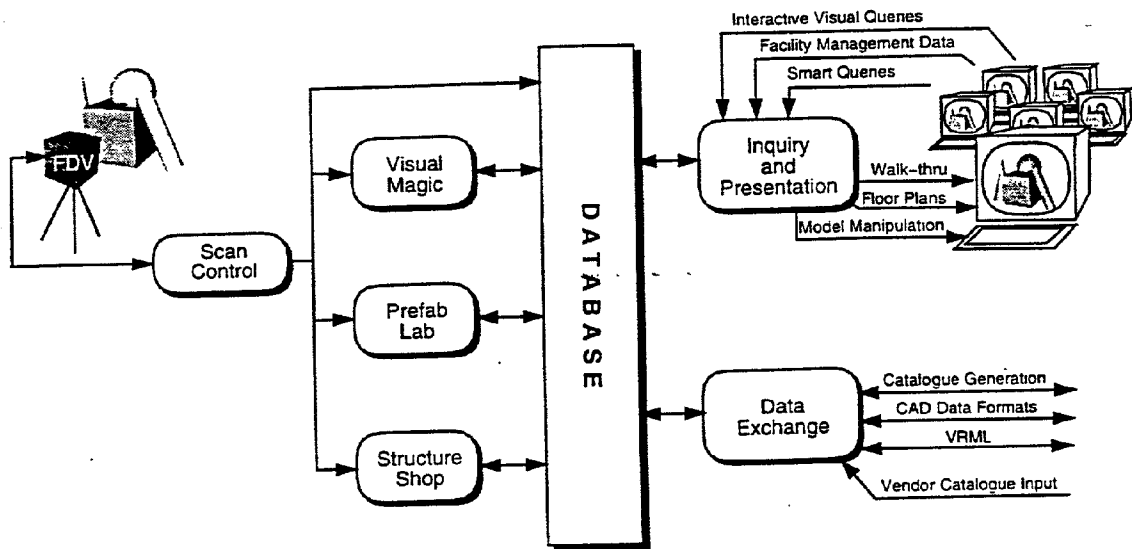 Interactive Visual Quenes
Facility Management Data
Smart Quenes
FDV
Visual
Magic
Inquiry
and
Presentation
Walk-thru
Floor Plans
Model Manipulation
Scan
Control
DATABASE
Prefab
Lab
Structure
Shop
Data
Exchange
Catalogue Generation
CAD Data Formats
VRML
Vendor Catalogue Input